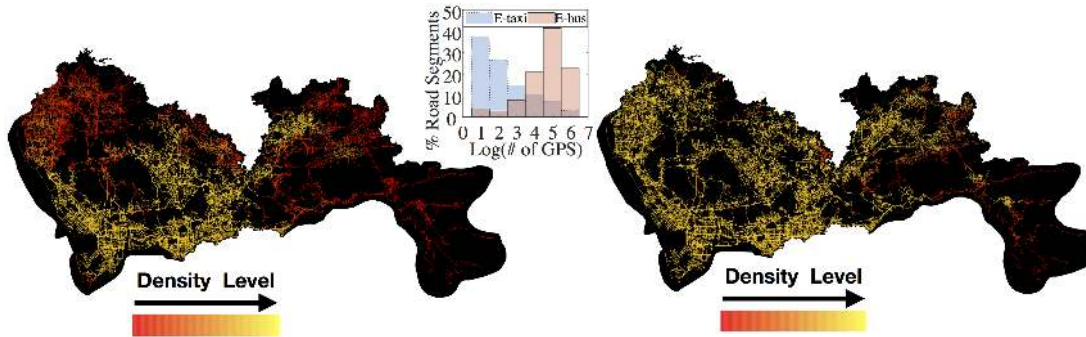 50
40
30
20
10
0
% Road Segments
E-taxi E-bus
0 1 2 3 4 5 6 7
Log(# of GPS)
Density Level
Density Level